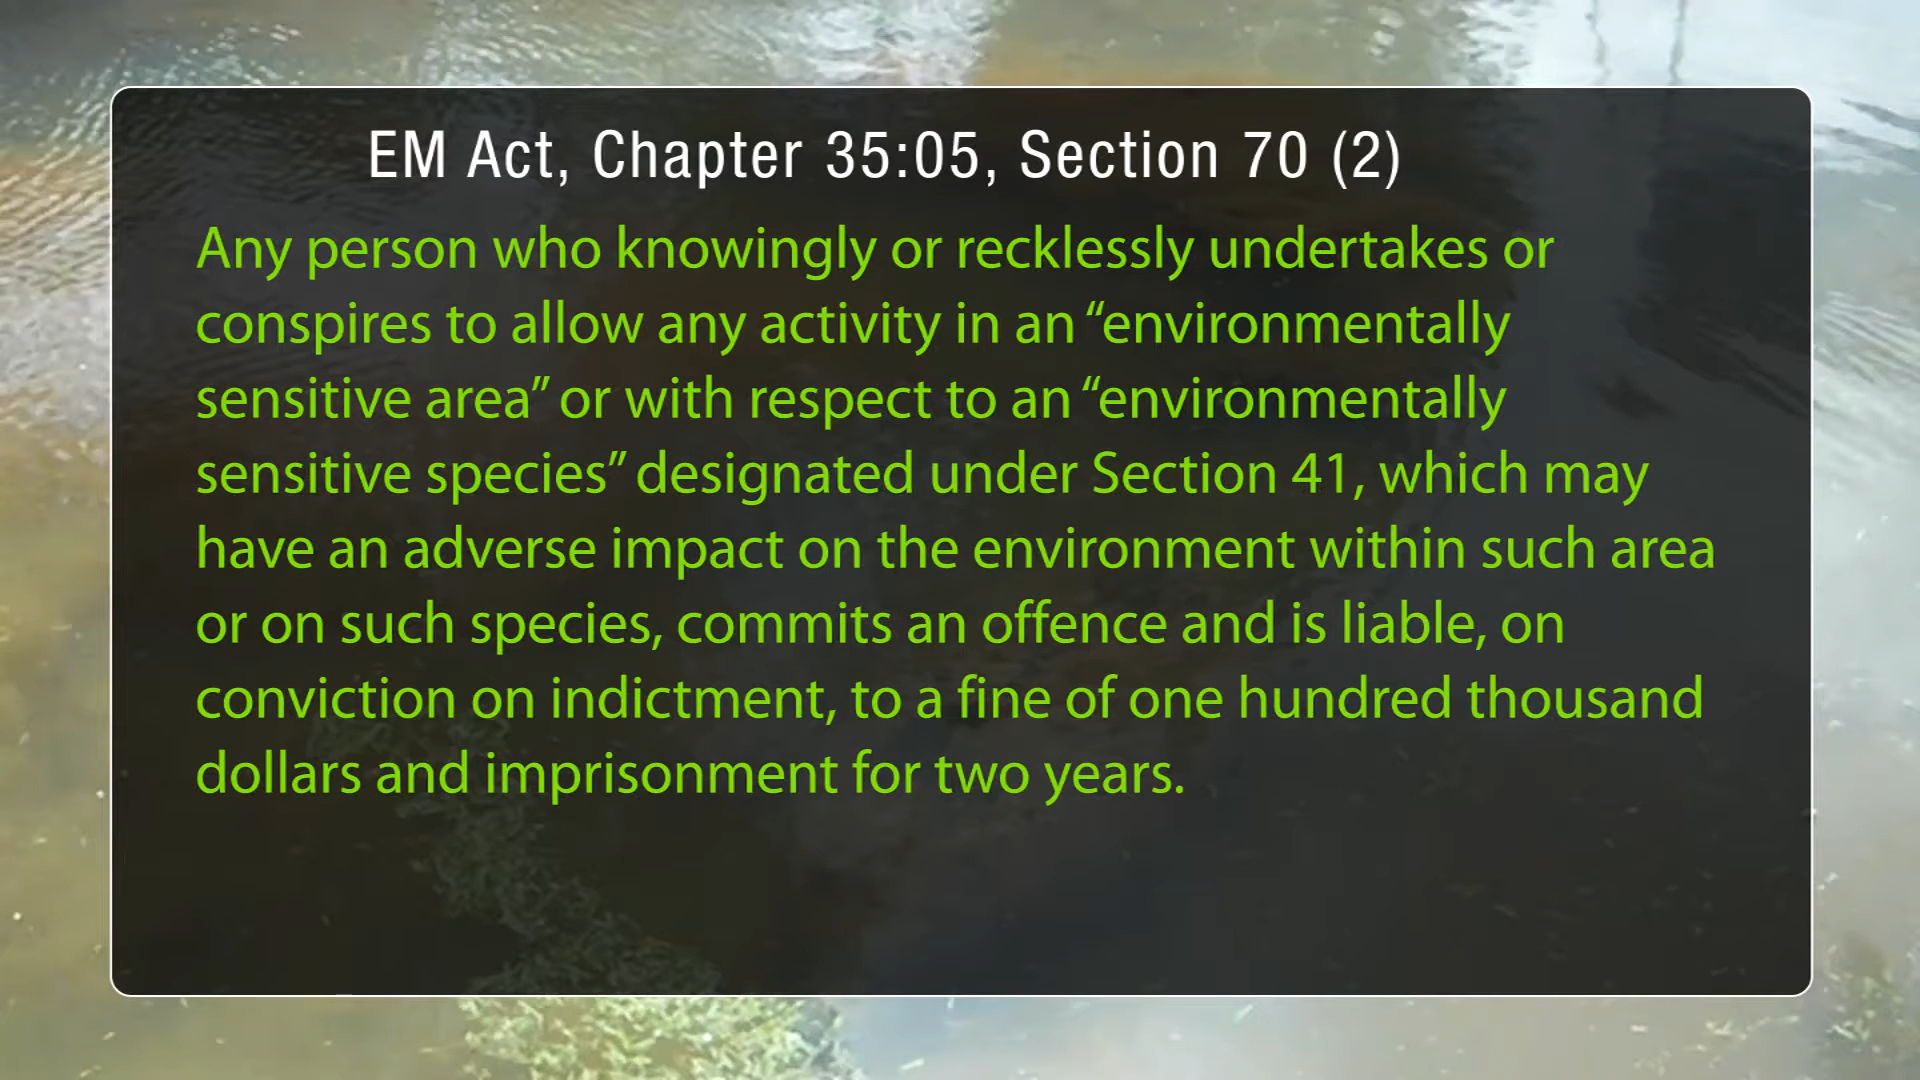 EM Act, Chapter 35:05, Section 70 (2)
Any person who knowingly or recklessly undertakes or
conspires to allow any activity in an “environmentally
sensitive area” or with respect to an “environmentally
sensitive species” designated under Section 41, which may
have an adverse impact on the environment within such area
or on such species, commits an offence and is liable, on
conviction on indictment, to a fine of one hundred thousand
dollars and imprisonment for two years.